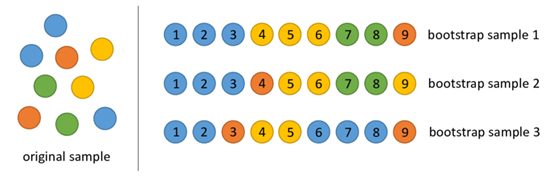 1 2 3 4 5 6 7 8 9 bootstrap sample 1
1 2 3 4 5 6 7 8 9 bootstrap sample 2
1 2 3 4 5 6 7 8 9 bootstrap sample 3
original sample